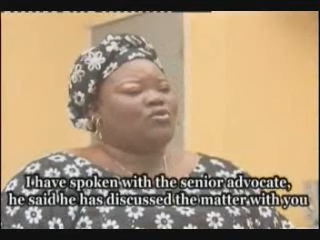 I have spoken with the senior advocate,
he said he has discussed the matter with you